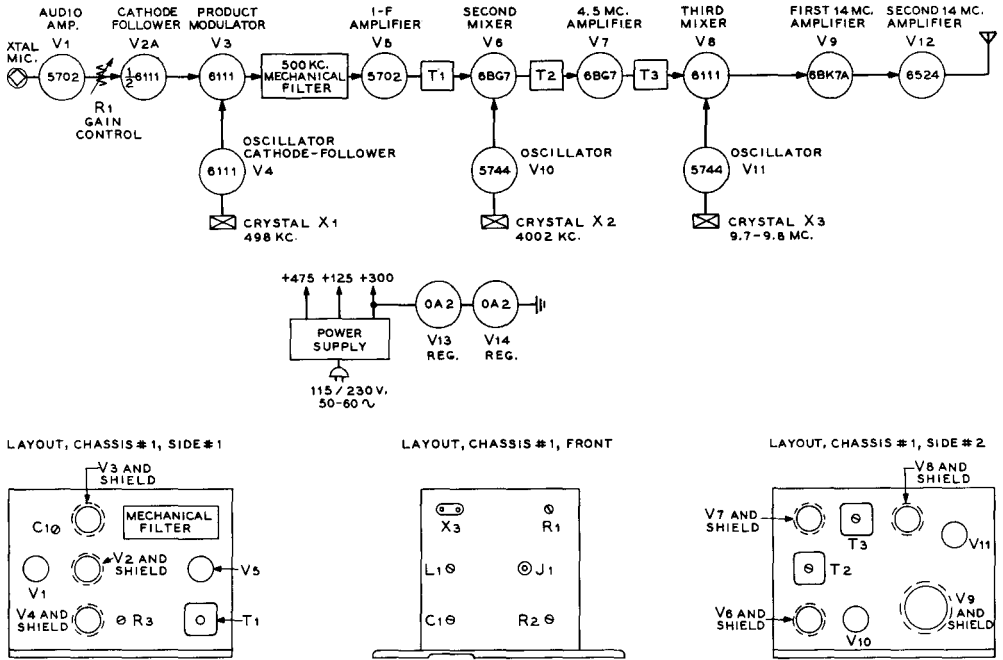 AUDIO AMP. V1
CATHODE FOLLOWER V2A
PRODUCT MODULATOR V3
I-F AMPLIFIER V5
SECOND MIXER V6
4.5 MC. AMPLIFIER V7
THIRD MIXER V8
FIRST 14 MC. AMPLIFIER V9
SECOND 14 MC. AMPLIFIER V12
XTAL MIC.
5702
½ 6111
6111
500 KC. MECHANICAL FILTER
5702
T1
6BG7
T2
6BG7
T3
6111
6BK7A
6524
R1 GAIN CONTROL
6111
OSCILLATOR CATHODE-FOLLOWER V4
5744
OSCILLATOR V10
5744
OSCILLATOR V11
CRYSTAL X1 498 KC.
CRYSTAL X2 4002 KC.
CRYSTAL X3 9.7-9.8 MC.
+475 +125 +300
POWER SUPPLY
0A2
0A2
V13 REG.
V14 REG.
115/230V.
50-60 ~
LAYOUT, CHASSIS #1, SIDE #1
V3 AND SHIELD
C1
MECHANICAL FILTER
V2 AND SHIELD
V1
V5
V4 AND SHIELD
R3
T1
LAYOUT, CHASSIS #1, FRONT
X3
R1
L1
J1
C1
R2
LAYOUT, CHASSIS #1, SIDE #2
V8 AND SHIELD
V7 AND SHIELD
T3
V11
T2
V6 AND SHIELD
V10
V9 AND SHIELD